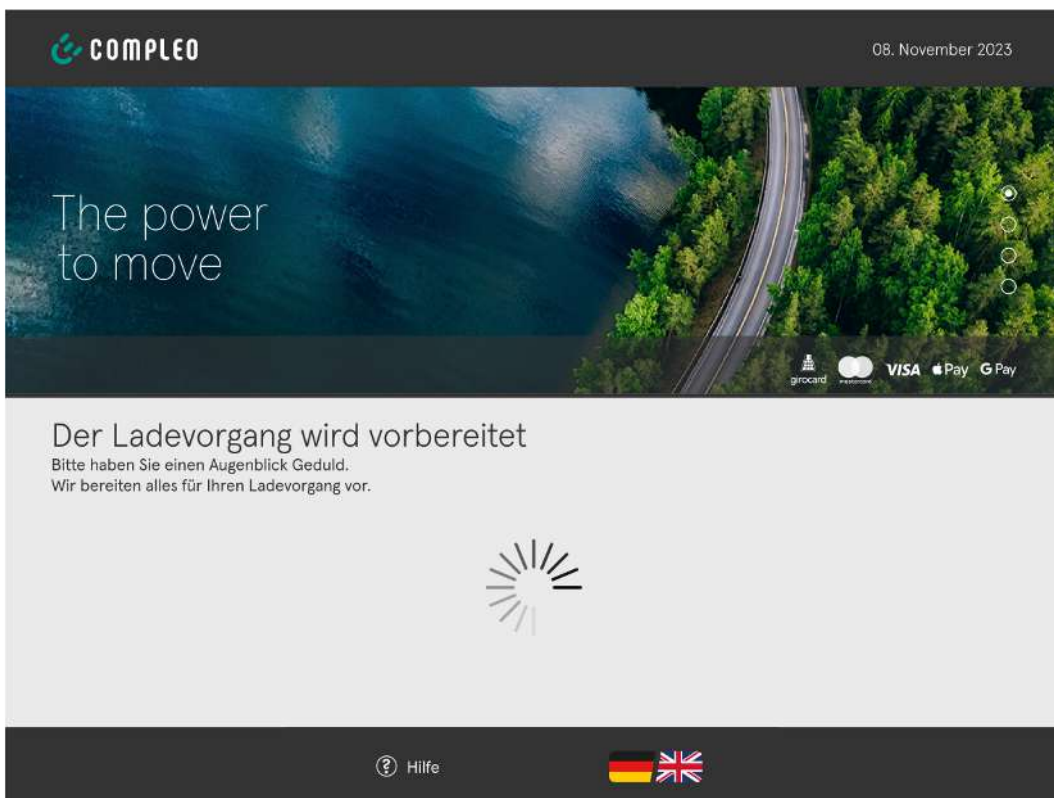 COMPLEO
08. November 2023
The power
to move
girocard
mastercard
VISA
Pay
G Pay
Der Ladevorgang wird vorbereitet
Bitte haben Sie einen Augenblick Geduld.
Wir bereiten alles für Ihren Ladevorgang vor.
? Hilfe